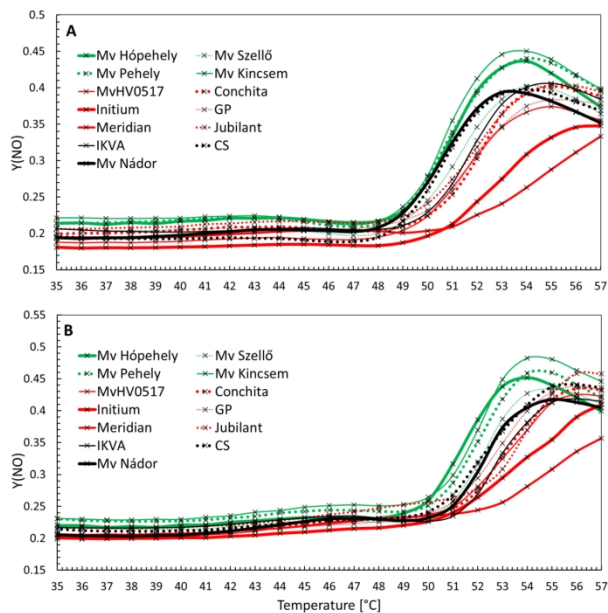 A
0.5
0.45
0.4
0.35
0.3
0.25
0.2
0.15
Y(NO)
Mv Hópehely
Mv Szellő
Mv Pehely
Mv Kincsem
MvHV0517
Conchita
Initium
GP
Meridian
Jubilant
IKVA
CS
Mv Nádor
35 36 37 38 39 40 41 42 43 44 45 46 47 48 49 50 51 52 53 54 55 56 57
B
0.55
0.5
0.45
0.4
0.35
0.3
0.25
0.2
0.15
Y(NO)
Mv Hópehely
Mv Szellő
Mv Pehely
Mv Kincsem
MvHV0517
Conchita
Initium
GP
Meridian
Jubilant
IKVA
CS
Mv Nádor
35 36 37 38 39 40 41 42 43 44 45 46 47 48 49 50 51 52 53 54 55 56 57
Temperature [°C]